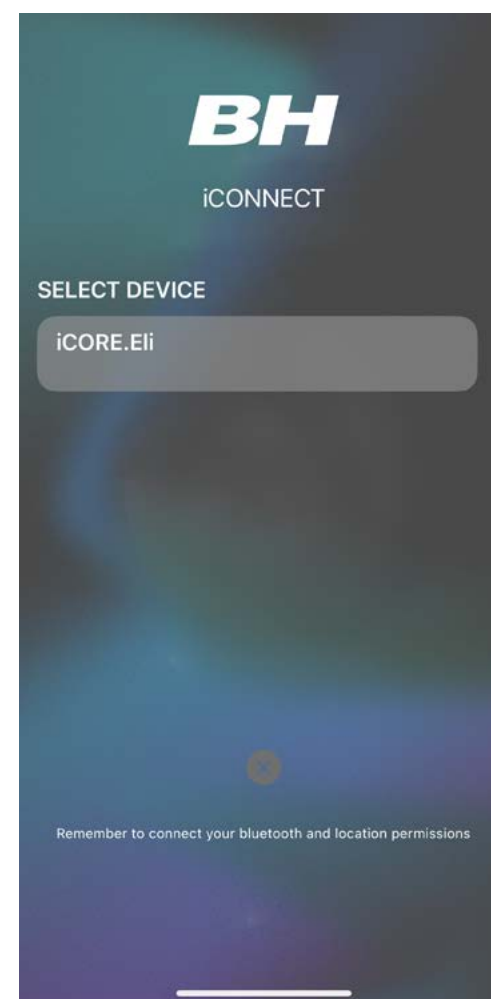 BH
iCONNECT
SELECT DEVICE
iCORE.Eli
Remember to connect your bluetooth and location permissions